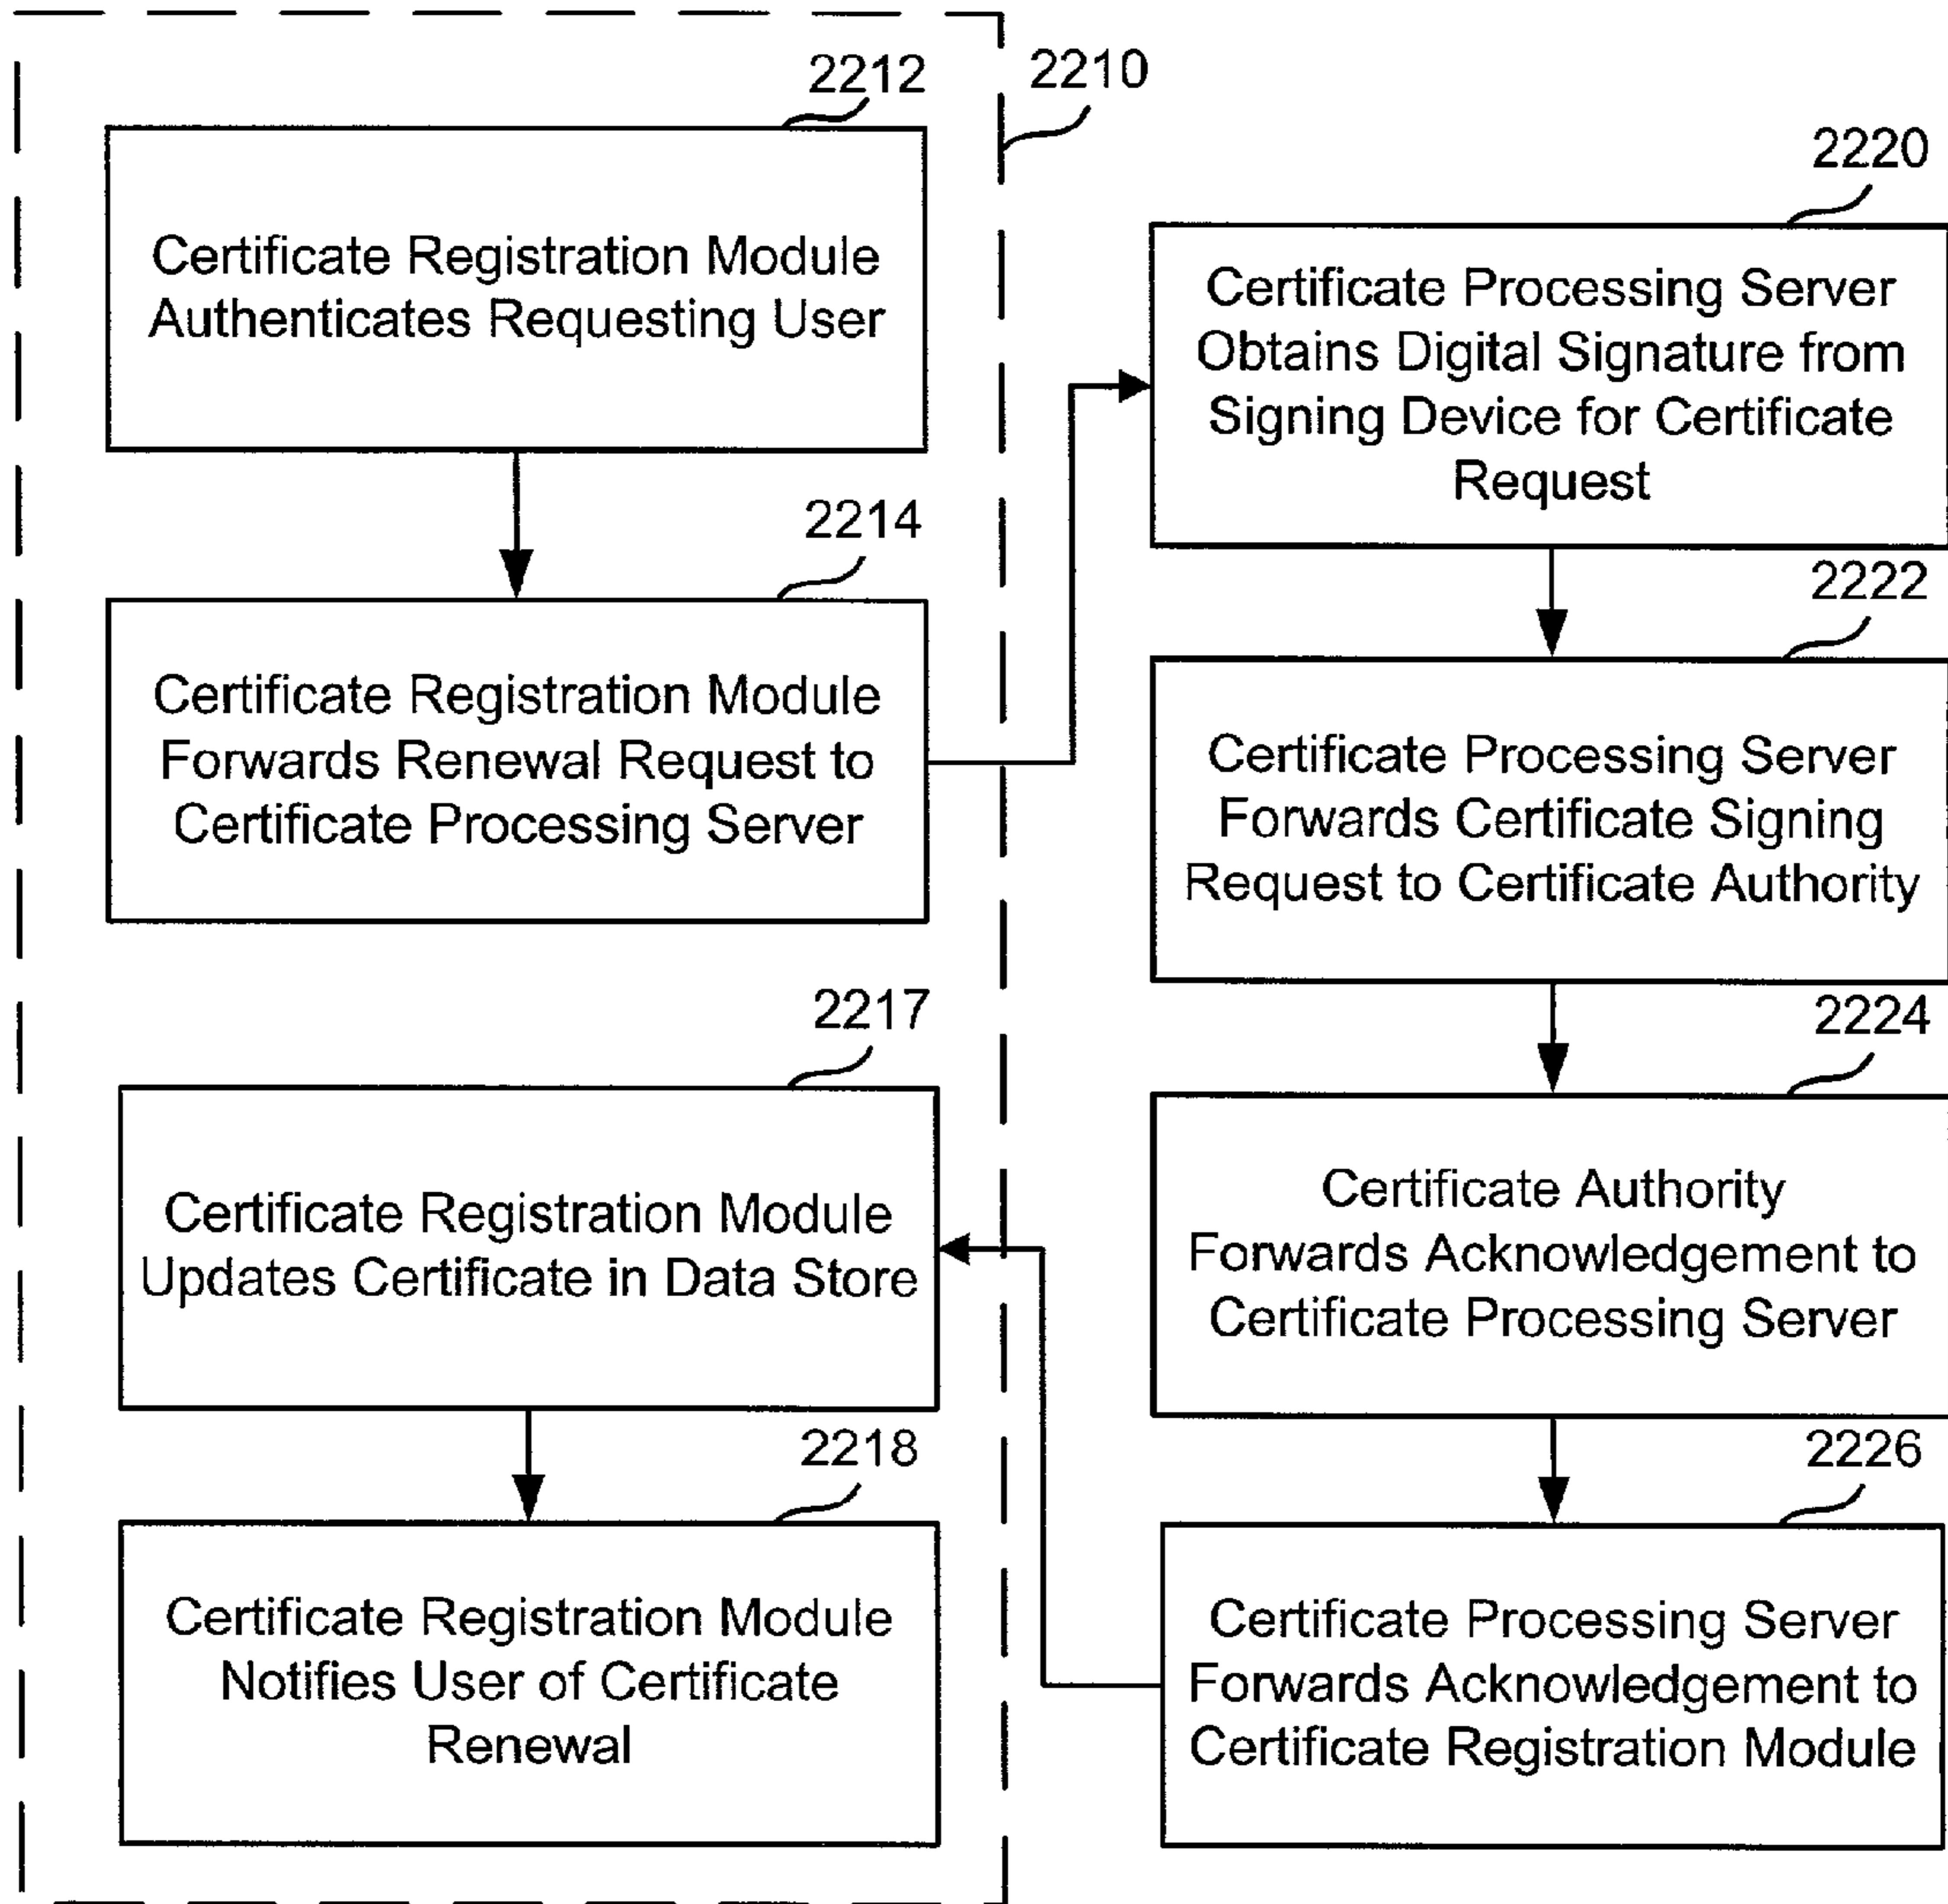 2212
2210
Certificate Registration Module
Authenticates Requesting User
2214
Certificate Registration Module
Forwards Renewal Request to
Certificate Processing Server
2217
Certificate Registration Module
Updates Certificate in Data Store
2218
Certificate Registration Module
Notifies User of Certificate
Renewal
2220
Certificate Processing Server
Obtains Digital Signature from
Signing Device for Certificate
Request
2222
Certificate Processing Server
Forwards Certificate Signing
Request to Certificate Authority
2224
Certificate Authority
Forwards Acknowledgement to
Certificate Processing Server
2226
Certificate Processing Server
Forwards Acknowledgement to
Certificate Registration Module